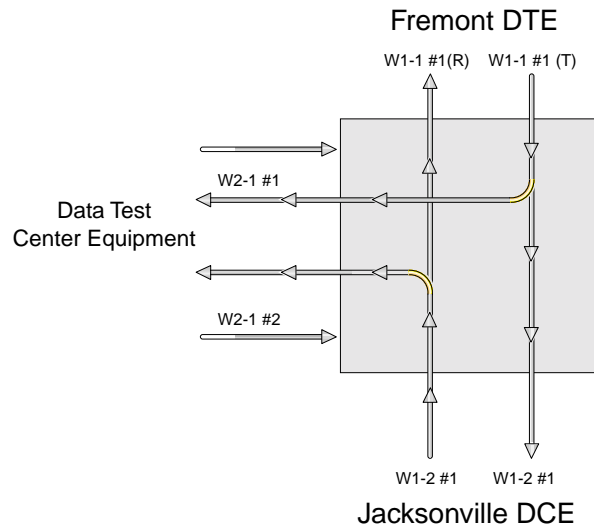 Fremont DTE
W1-1 #1(R)
W1-1 #1 (T)
W2-1 #1
Data Test
Center Equipment
W2-1 #2
W1-2 #1
W1-2 #1
Jacksonville DCE